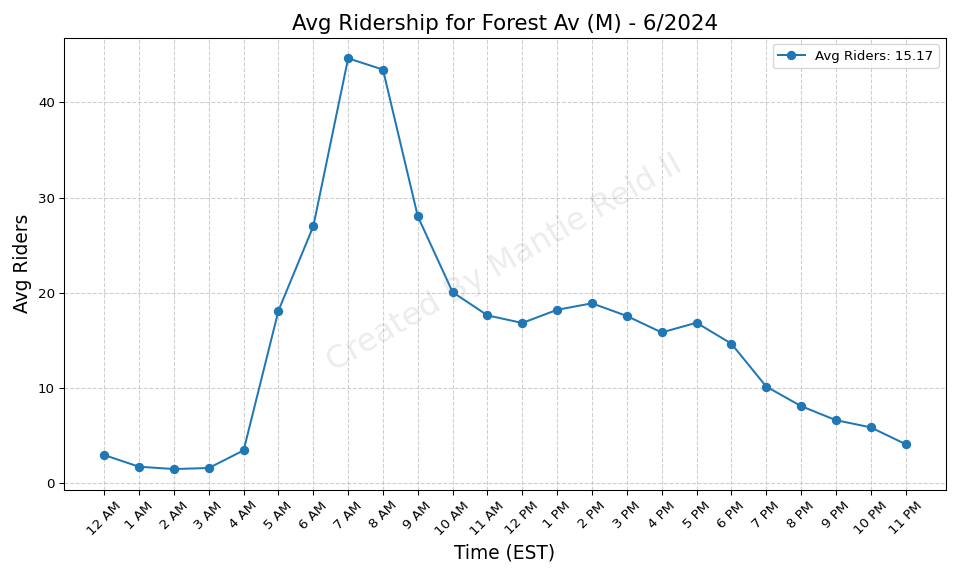 Avg Ridership for Forest Av (M) - 6/2024
Avg Riders: 15.17
Avg Riders
40
30
20
10
0
Created By Mantie Reid II
12 AM
1 AM
2 AM
3 AM
4 AM
5 AM
6 AM
7 AM
8 AM
9 AM
10 AM
11 AM
12 PM
1 PM
2 PM
3 PM
4 PM
5 PM
6 PM
7 PM
8 PM
9 PM
10 PM
11 PM
Time (EST)